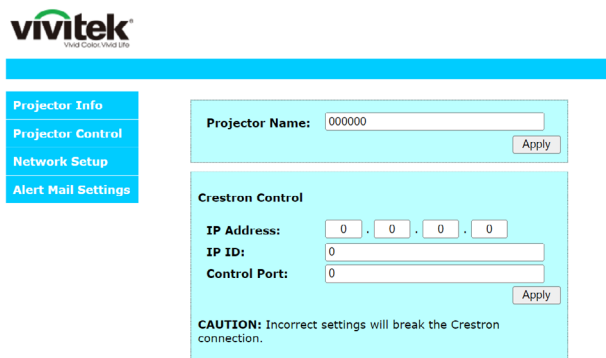 vivitek
Vivid Color, Vivid Life
Projector Info
Projector Control
Network Setup
Alert Mail Settings
Projector Name: 000000
Apply
Crestron Control
IP Address: 0 . 0 . 0 . 0
IP ID: 0
Control Port: 0
Apply
CAUTION: Incorrect settings will break the Crestron
connection.